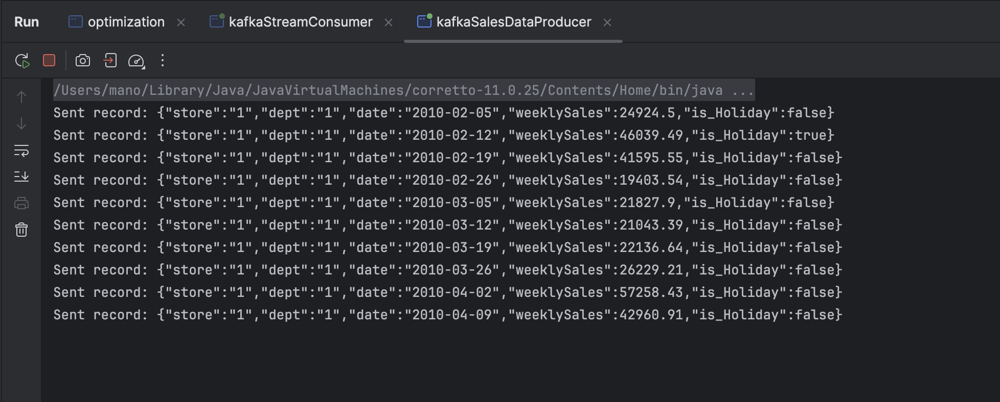 Run optimization kafkaStreamConsumer kafkaSalesDataProducer
/Users/mano/Library/Java/JavaVirtualMachines/corretto-11.0.25/Contents/Home/bin/java ...
Sent record: {"store":"1","dept":"1","date":"2010-02-05","weeklySales":24924.5,"is_Holiday":false}
Sent record: {"store":"1","dept":"1","date":"2010-02-12","weeklySales":46039.49,"is_Holiday":true}
Sent record: {"store":"1","dept":"1","date":"2010-02-19","weeklySales":41595.55,"is_Holiday":false}
Sent record: {"store":"1","dept":"1","date":"2010-02-26","weeklySales":19403.54,"is_Holiday":false}
Sent record: {"store":"1","dept":"1","date":"2010-03-05","weeklySales":21827.9,"is_Holiday":false}
Sent record: {"store":"1","dept":"1","date":"2010-03-12","weeklySales":21043.39,"is_Holiday":false}
Sent record: {"store":"1","dept":"1","date":"2010-03-19","weeklySales":22136.64,"is_Holiday":false}
Sent record: {"store":"1","dept":"1","date":"2010-03-26","weeklySales":26229.21,"is_Holiday":false}
Sent record: {"store":"1","dept":"1","date":"2010-04-02","weeklySales":57258.43,"is_Holiday":false}
Sent record: {"store":"1","dept":"1","date":"2010-04-09","weeklySales":42960.91,"is_Holiday":false}